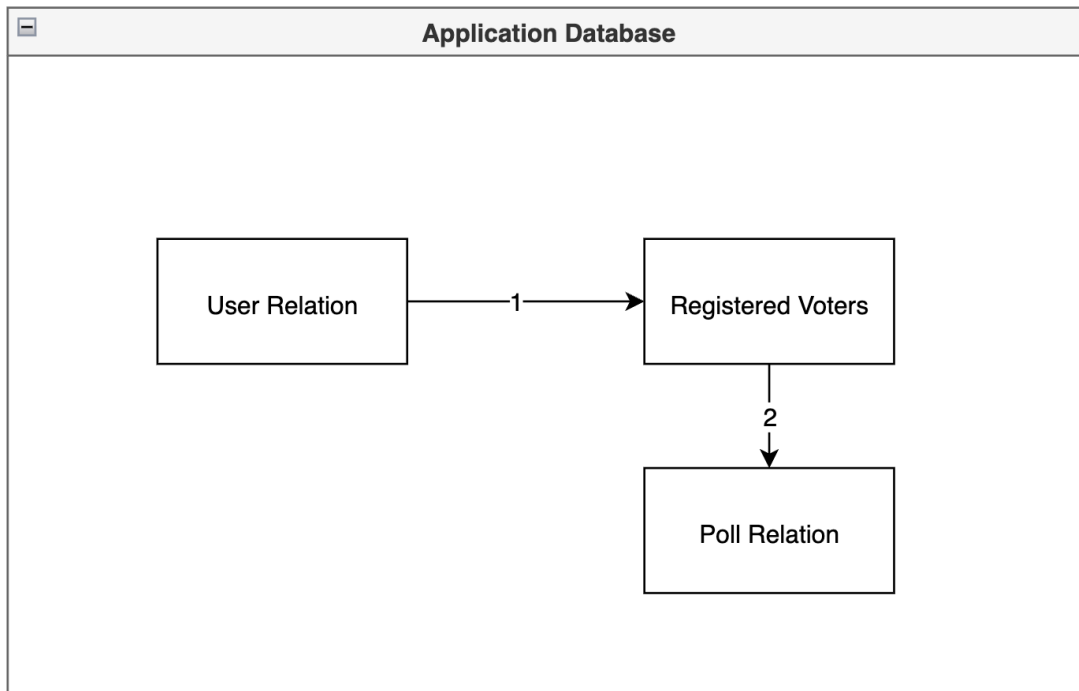 Application Database
User Relation
1
Registered Voters
2
Poll Relation